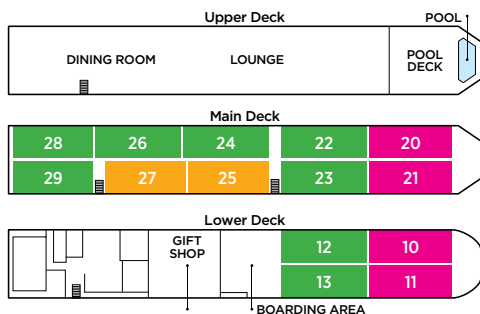 Upper Deck
POOL
DINING ROOM
LOUNGE
POOL
DECK
Main Deck
28 26 24 22 20
29 27 25 23 21
Lower Deck
GIFT
SHOP
12 10
13 11
BOARDING AREA